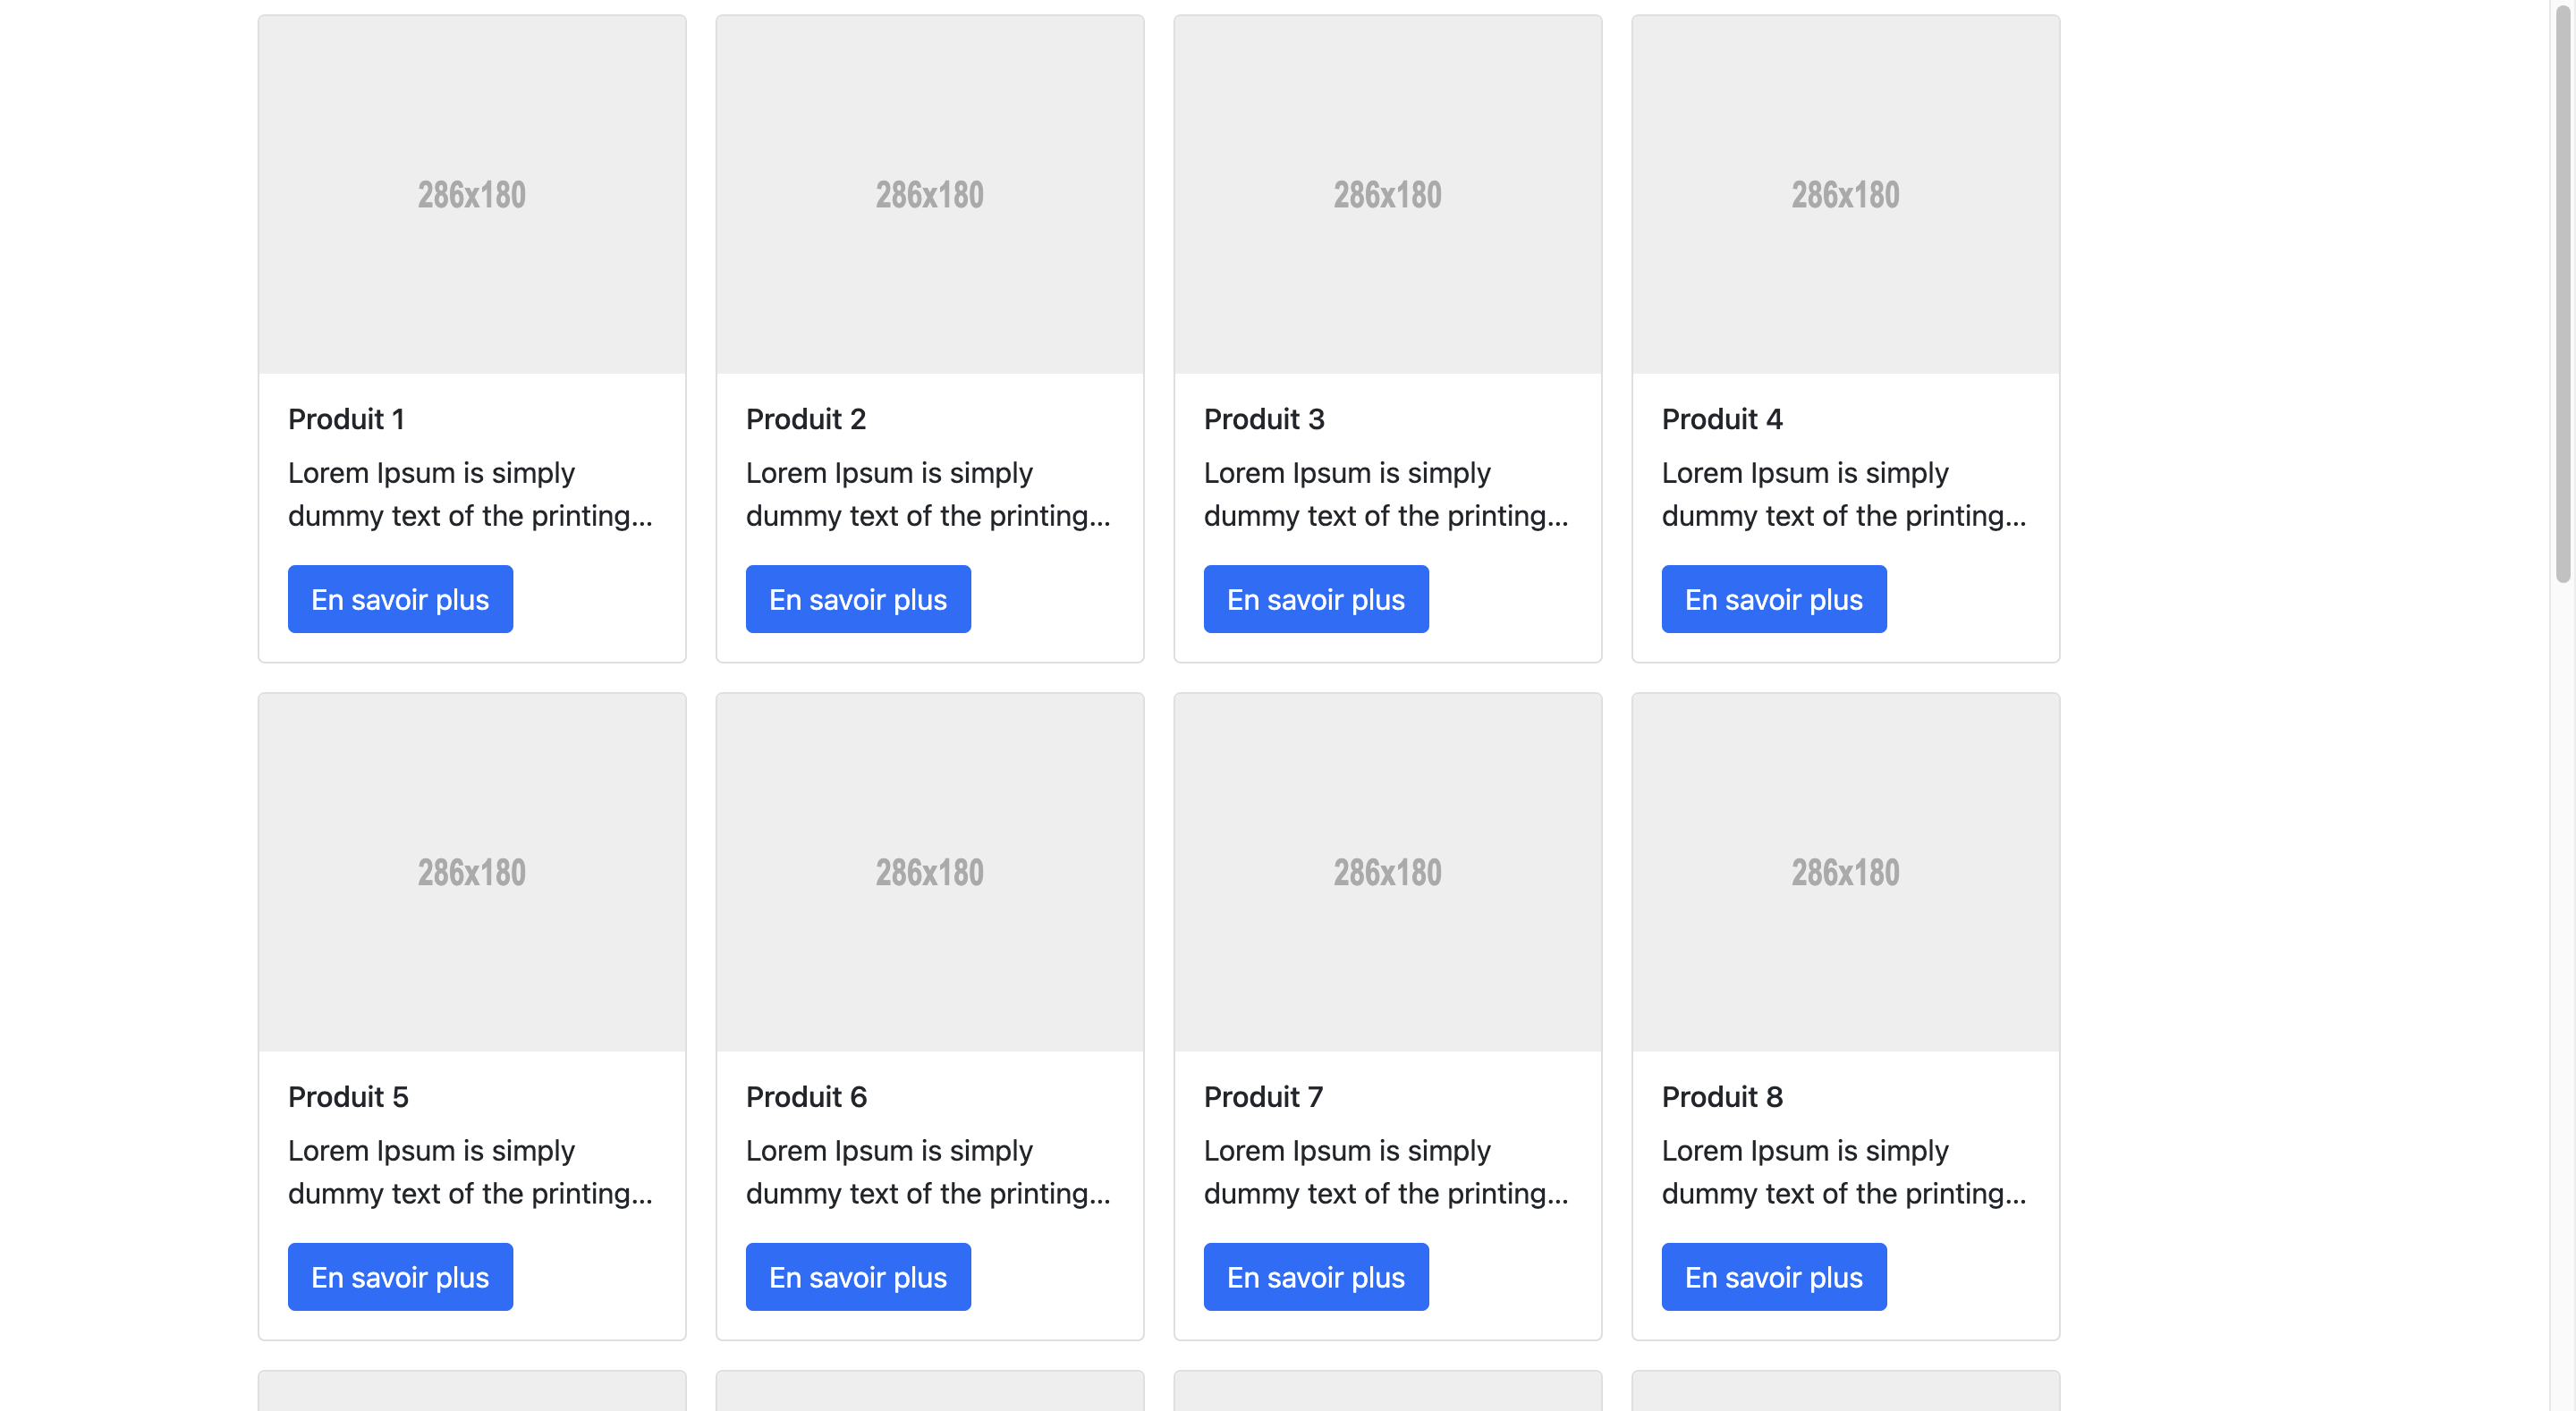 286x180
286x180
286x180
286x180
Produit 1
Lorem Ipsum is simply
dummy text of the printing...
En savoir plus
Produit 2
Lorem Ipsum is simply
dummy text of the printing...
En savoir plus
Produit 3
Lorem Ipsum is simply
dummy text of the printing...
En savoir plus
Produit 4
Lorem Ipsum is simply
dummy text of the printing...
En savoir plus
286x180
286x180
286x180
286x180
Produit 5
Lorem Ipsum is simply
dummy text of the printing...
En savoir plus
Produit 6
Lorem Ipsum is simply
dummy text of the printing...
En savoir plus
Produit 7
Lorem Ipsum is simply
dummy text of the printing...
En savoir plus
Produit 8
Lorem Ipsum is simply
dummy text of the printing...
En savoir plus